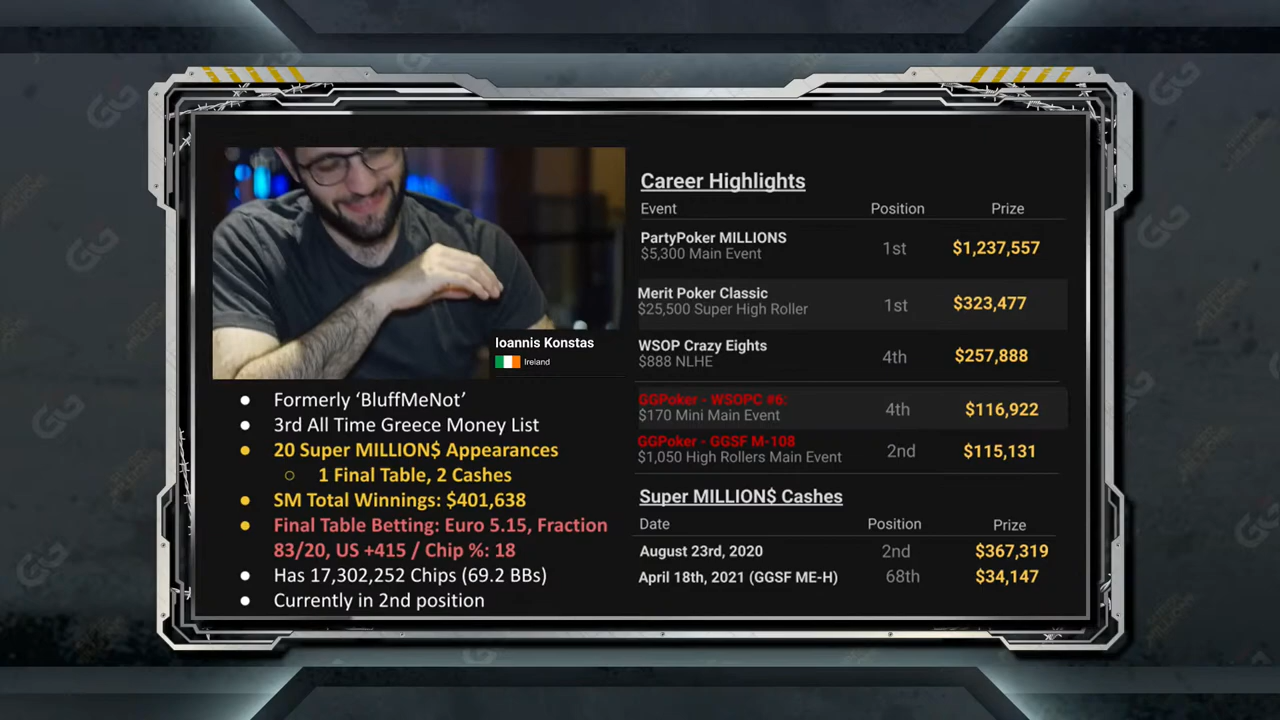 Ioannis Konstas
Ireland
Formerly ‘BluffMeNot’
3rd All Time Greece Money List
20 Super MILLION$ Appearances
1 Final Table, 2 Cashes
SM Total Winnings: $401,638
Final Table Betting: Euro 5.15, Fraction
83/20, US +415 / Chip %: 18
Has 17,302,252 Chips (69.2 BBs)
Currently in 2nd position
Career Highlights
Event Position Prize
PartyPoker MILLIONS
$5,300 Main Event 1st $1,237,557
Merit Poker Classic
$25,500 Super High Roller 1st $323,477
WSOP Crazy Eights
$888 NLHE 4th $257,888
GGPoker - WSOPC #6:
$170 Mini Main Event 4th $116,922
GGPoker - GGSF M-108
$1,050 High Rollers Main Event 2nd $115,131
Super MILLION$ Cashes
Date Position Prize
August 23rd, 2020 2nd $367,319
April 18th, 2021 (GGSF ME-H) 68th $34,147